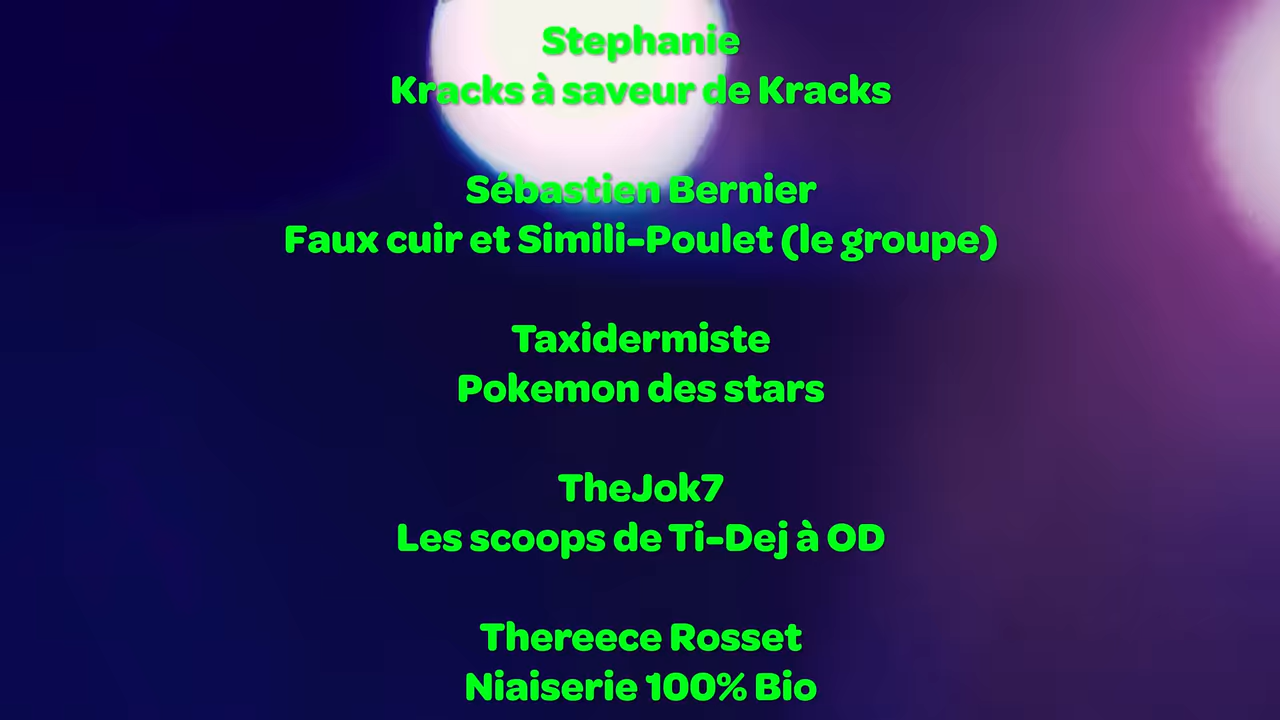 Stephanie
Kracks à saveur de Kracks
Sébastien Bernier
Faux cuir et Simili-Poulet (le groupe)
Taxidermiste
Pokemon des stars
TheJok7
Les scoops de Ti-Dej à OD
Thereece Rosset
Niaiserie 100% Bio